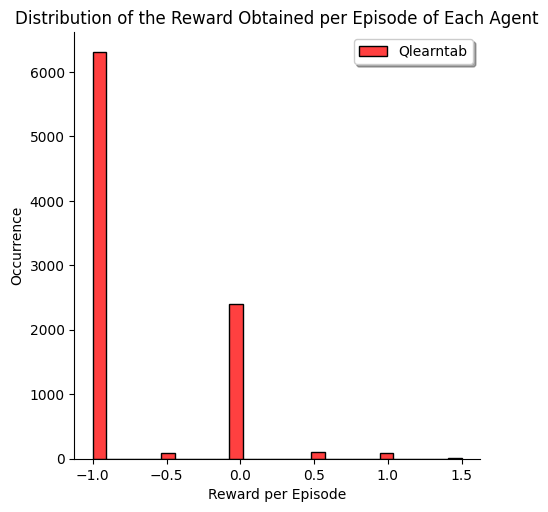 Distribution of the Reward Obtained per Episode of Each Agent
Qlearntab
6000
5000
4000
3000
2000
1000
0
Occurrence
−1.0 −0.5 0.0 0.5 1.0 1.5
Reward per Episode